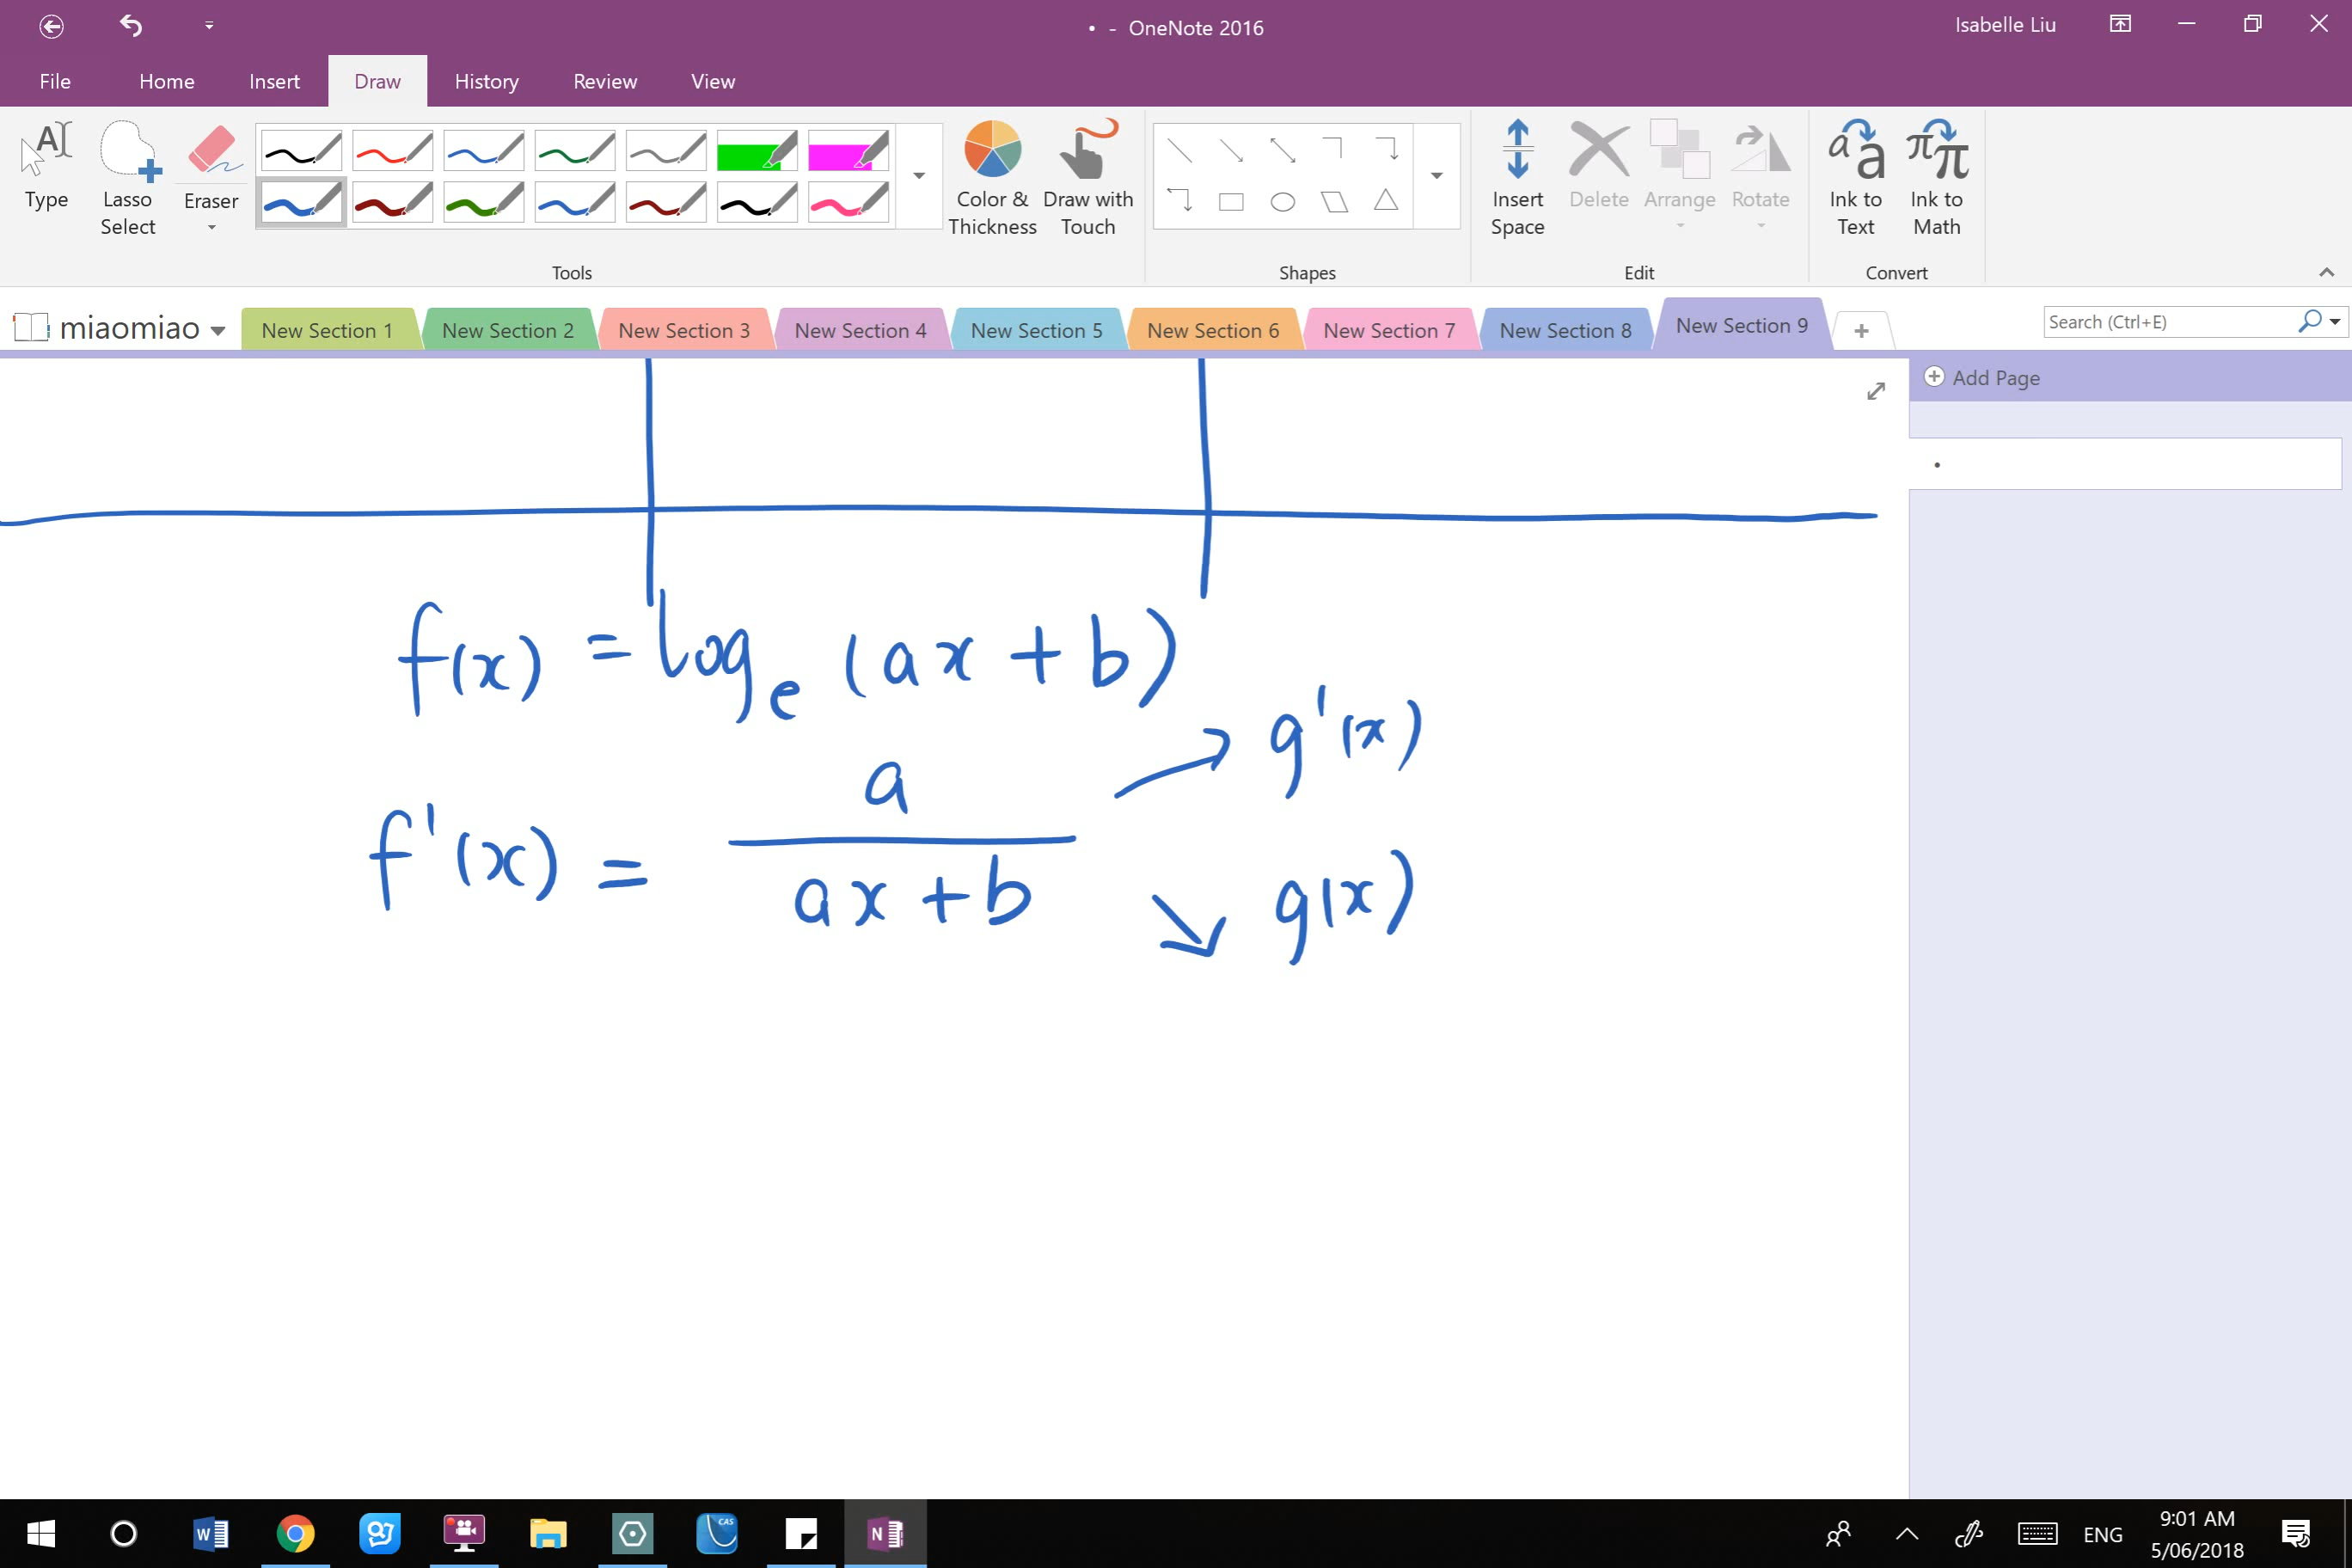 • - OneNote 2016
Isabelle Liu
File Home Insert Draw History Review View
Type
Lasso Select
Eraser
Color & Thickness
Draw with Touch
Insert Space
Delete
Arrange
Rotate
Ink to Text
Ink to Math
Tools
Shapes
Edit
Convert
miaomiao New Section 1 New Section 2 New Section 3 New Section 4 New Section 5 New Section 6 New Section 7 New Section 8 New Section 9 +
Search (Ctrl+E)
Add Page
f(x) = log_e (ax + b)
g'(x)
f'(x) = a / (ax + b)
g(x)
CAS
ENG
9:01 AM
5/06/2018